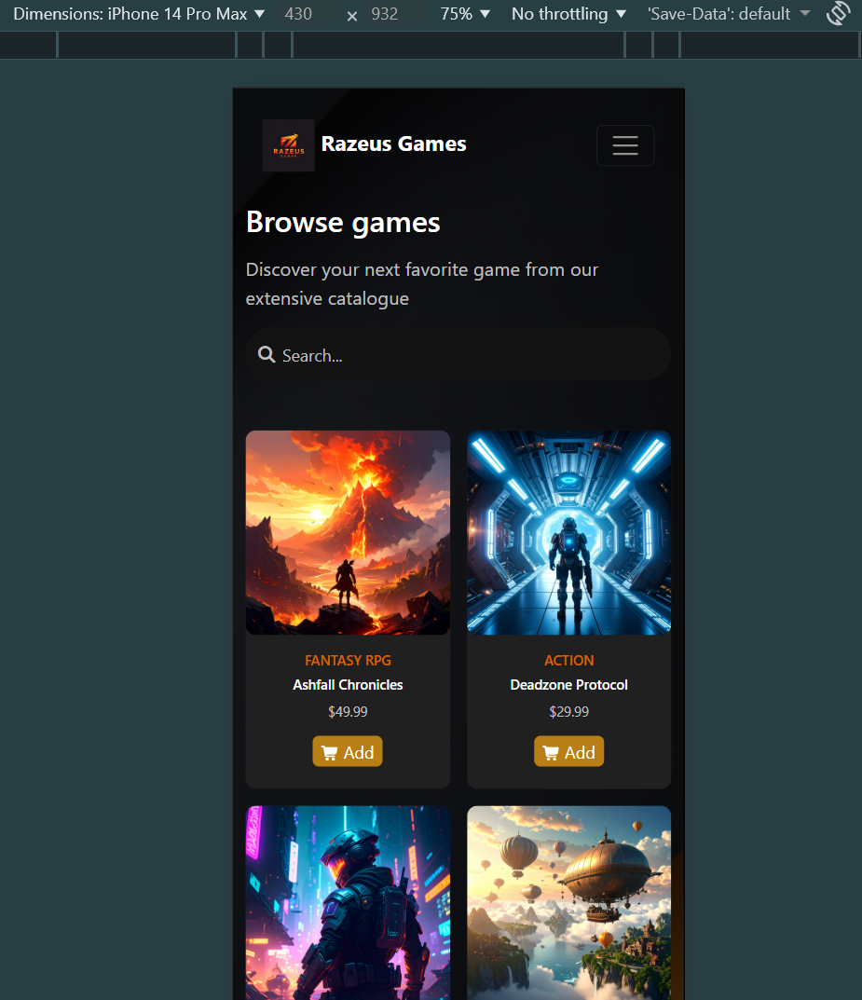 Dimensions: iPhone 14 Pro Max ▼ 430 × 932 75% ▼ No throttling ▼ 'Save-Data': default ▼
RAZEUS
Razeus Games
Browse games
Discover your next favorite game from our
extensive catalogue
Search...
FANTASY RPG
Ashfall Chronicles
$49.99
Add
ACTION
Deadzone Protocol
$29.99
Add